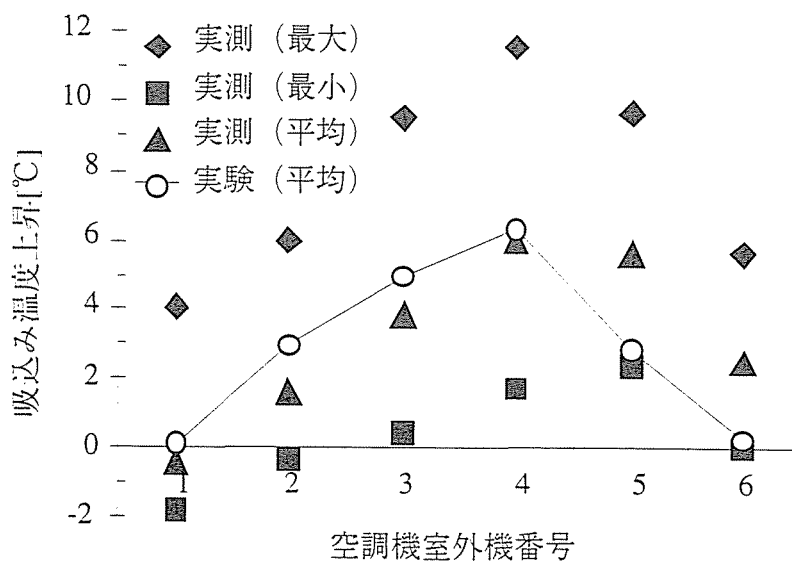 12
10
8
6
4
2
0
-2
吸込み温度上昇[℃]
実測（最大）
実測（最小）
実測（平均）
実験（平均）
1 2 3 4 5 6
空調機室外機番号